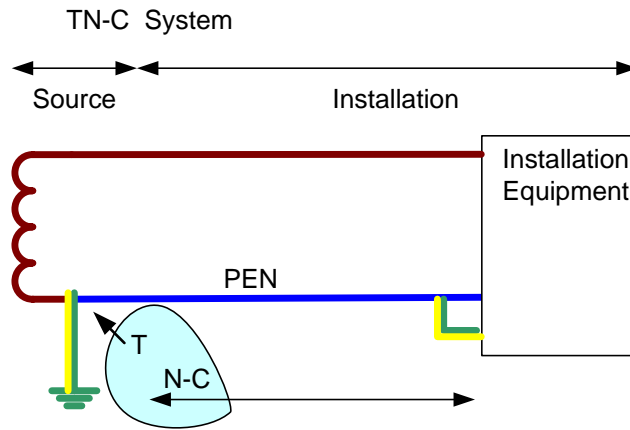 TN-C System
Source
Installation
Installation
Equipment
PEN
T
N-C